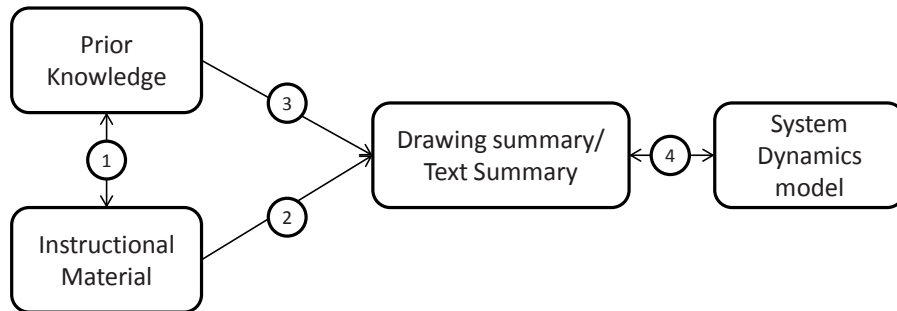 Prior
Knowledge
1
Instructional
Material
3
2
Drawing summary/
Text Summary
4
System
Dynamics
model